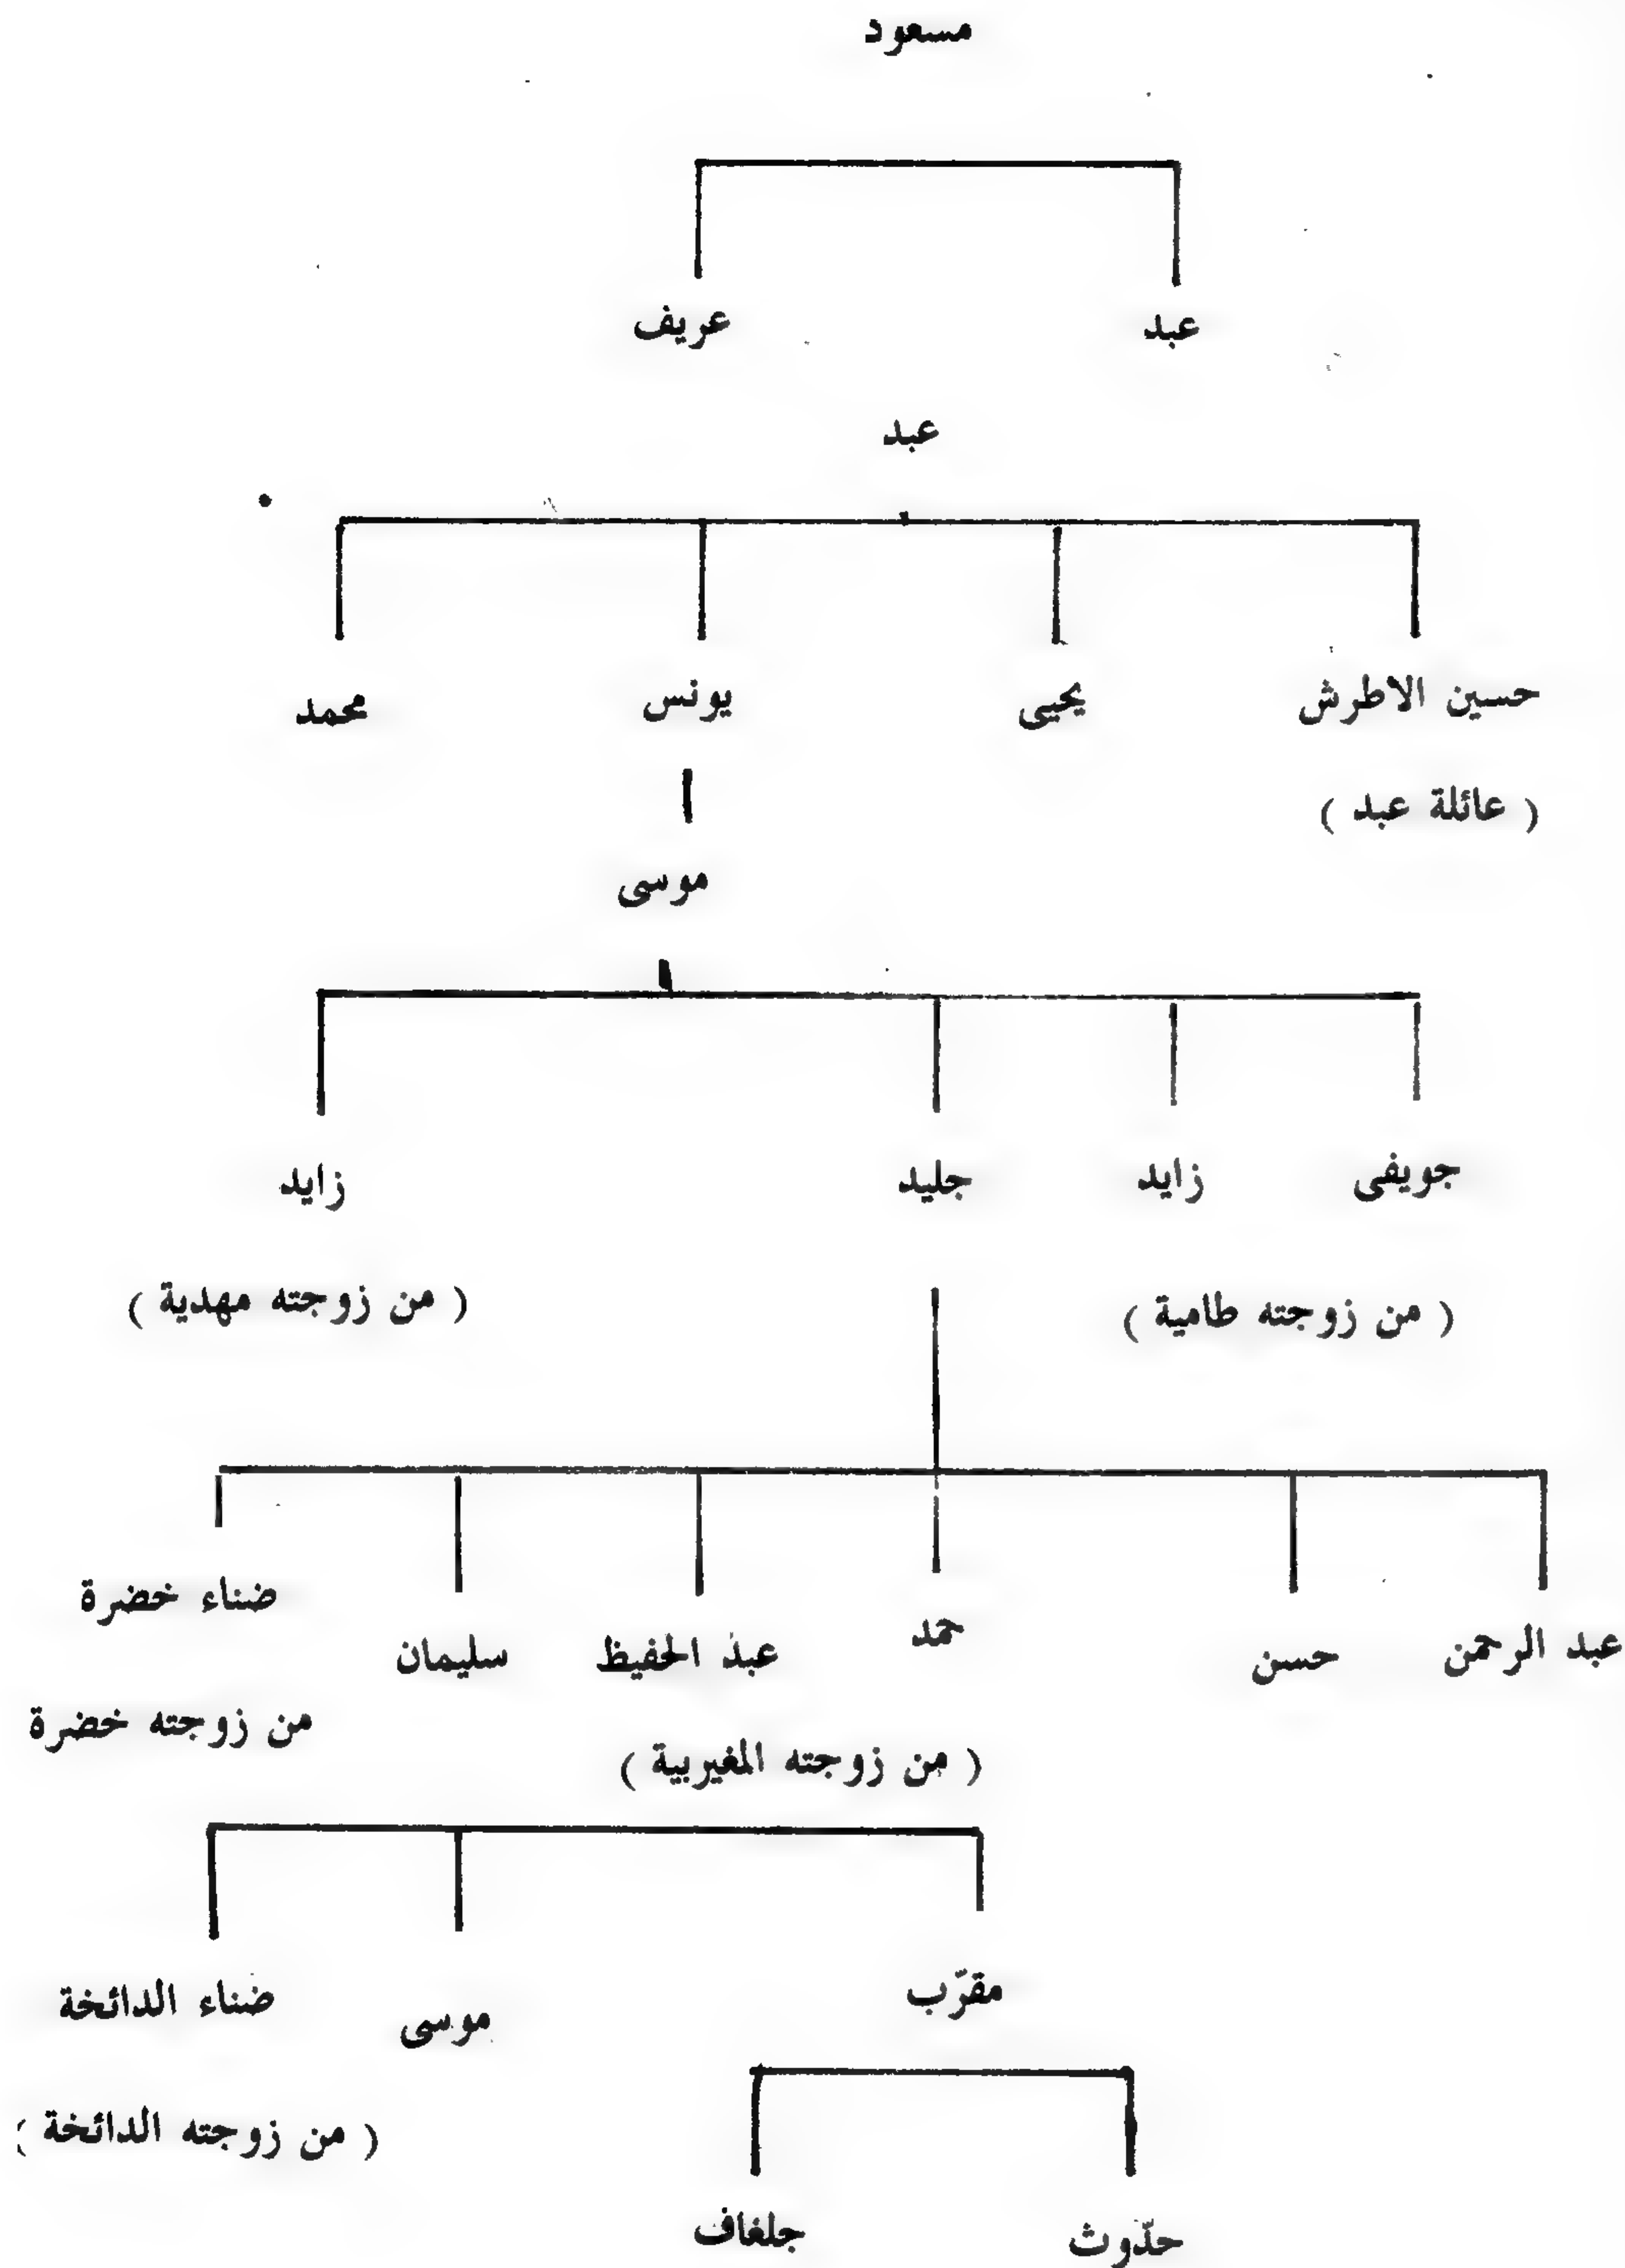 مسعود
عبد عريف
عبد
حسين الاطرش يحيى يونس محمد
( عائلة عبد )
موسى
جويفى زايد جليد زايد
( من زوجته طامية ) ( من زوجته مهدية )
عبد الرحمن حسن حمد عبد الحفيظ سليمان ضناء خضرة
( من زوجته المغيربية ) من زوجته خضرة
مقرّب موسى ضناء الدائخة
( من زوجته الدائخة )
حدّوث جلغاف